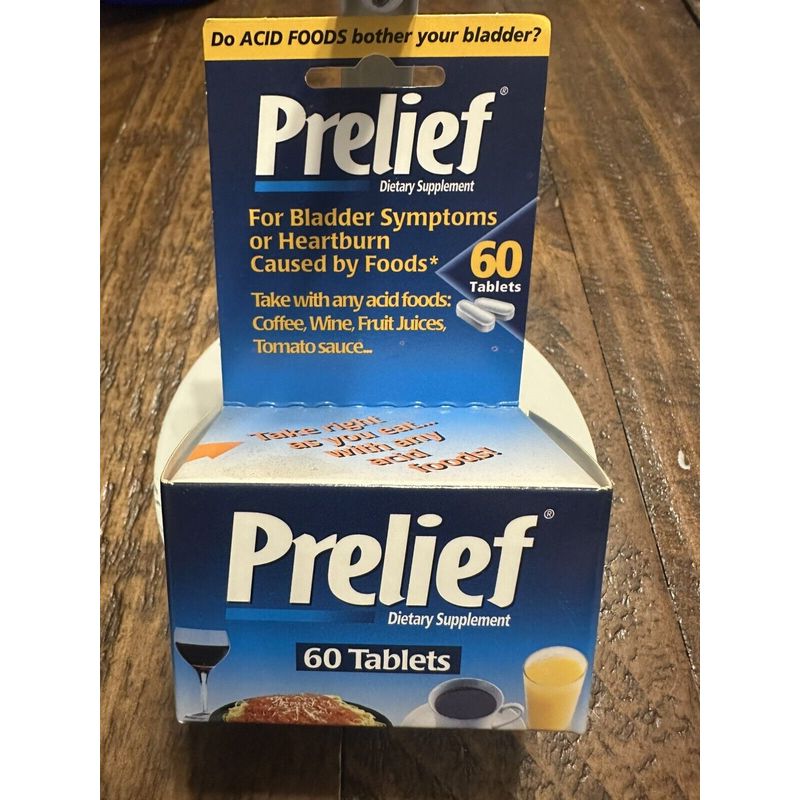 Do ACID FOODS bother your bladder?
Prelief®
Dietary Supplement
For Bladder Symptoms
or Heartburn
Caused by Foods*
60
Tablets
Take with any acid foods:
Coffee, Wine, Fruit Juices,
Tomato sauce...
Take right
as you eat...
with any
acid
foods!
Prelief®
Dietary Supplement
60 Tablets